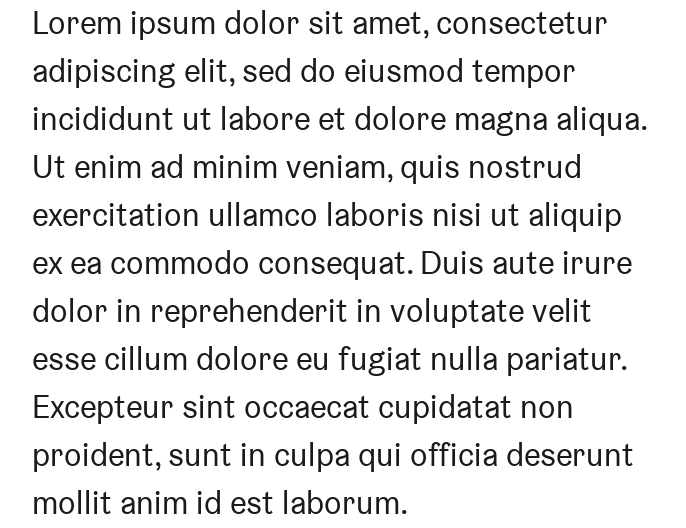 Lorem ipsum dolor sit amet, consectetur
adipiscing elit, sed do eiusmod tempor
incididunt ut labore et dolore magna aliqua.
Ut enim ad minim veniam, quis nostrud
exercitation ullamco laboris nisi ut aliquip
ex ea commodo consequat. Duis aute irure
dolor in reprehenderit in voluptate velit
esse cillum dolore eu fugiat nulla pariatur.
Excepteur sint occaecat cupidatat non
proident, sunt in culpa qui officia deserunt
mollit anim id est laborum.